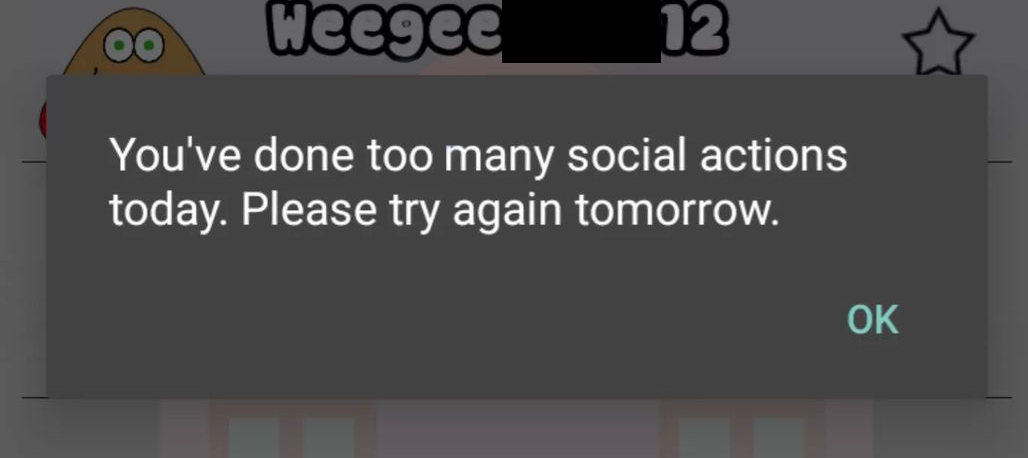 Weegee 12
You've done too many social actions
today. Please try again tomorrow.
OK